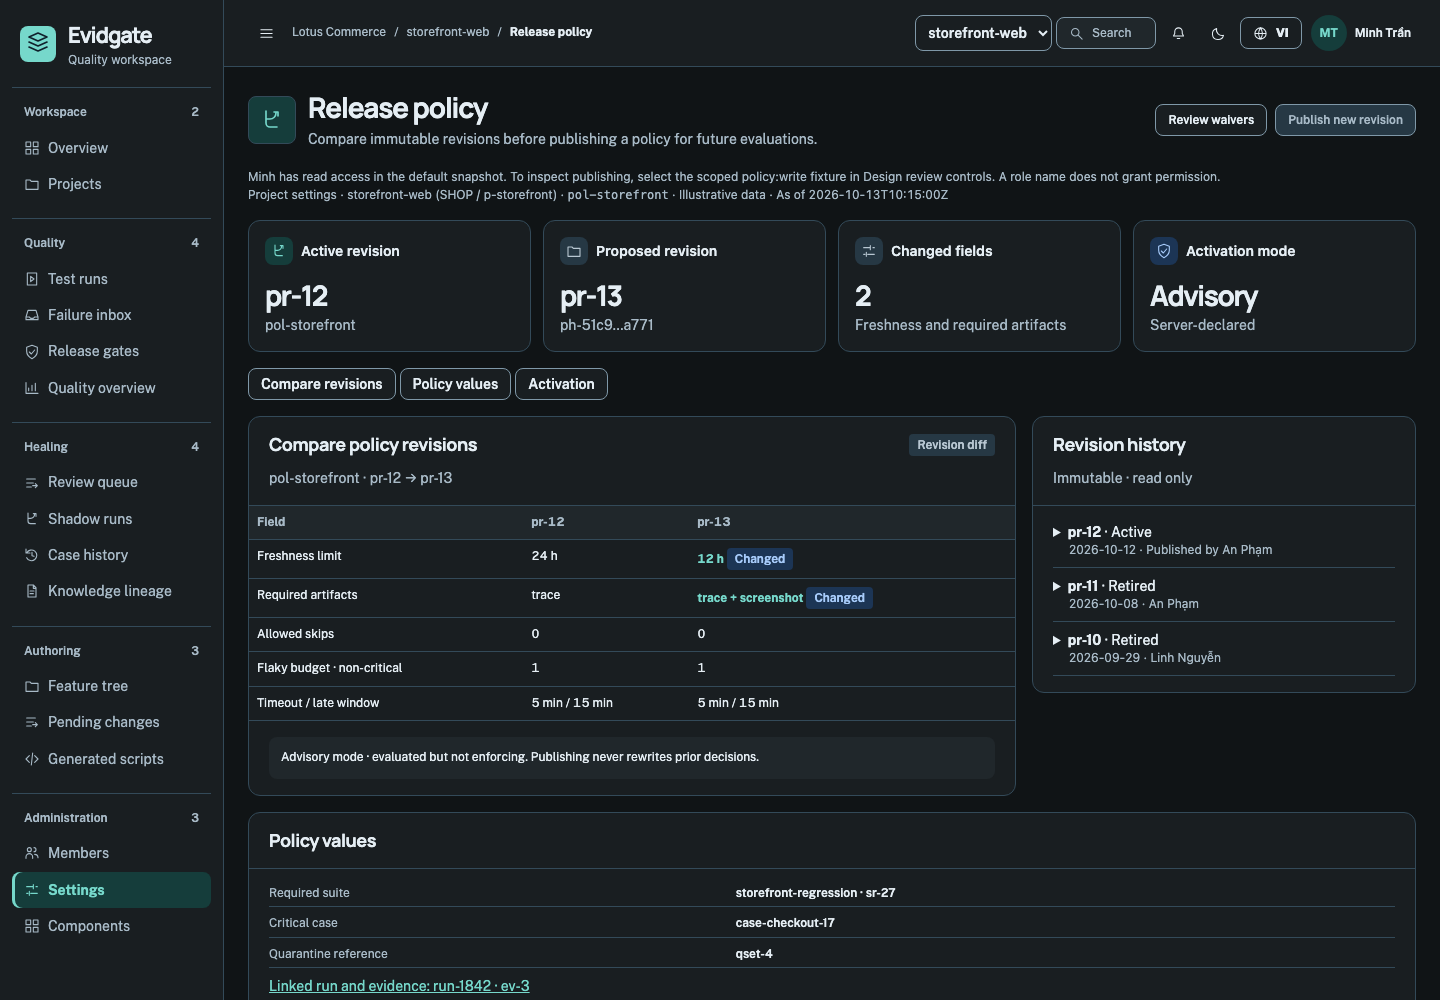 Evidgate
Quality workspace
Workspace 2
Overview
Projects
Quality 4
Test runs
Failure inbox
Release gates
Quality overview
Healing 4
Review queue
Shadow runs
Case history
Knowledge lineage
Authoring 3
Feature tree
Pending changes
Generated scripts
Administration 3
Members
Settings
Components
Lotus Commerce / storefront-web / Release policy
storefront-web
Search
VI
MT
Minh Trần
Release policy
Compare immutable revisions before publishing a policy for future evaluations.
Review waivers
Publish new revision
Minh has read access in the default snapshot. To inspect publishing, select the scoped policy:write fixture in Design review controls. A role name does not grant permission.
Project settings · storefront-web (SHOP / p-storefront) · pol-storefront · Illustrative data · As of 2026-10-13T10:15:00Z
Active revision
pr-12
pol-storefront
Proposed revision
pr-13
ph-51c9…a771
Changed fields
2
Freshness and required artifacts
Activation mode
Advisory
Server-declared
Compare revisions
Policy values
Activation
Compare policy revisions
Revision diff
pol-storefront · pr-12 → pr-13
Field pr-12 pr-13
Freshness limit 24 h 12 h Changed
Required artifacts trace trace + screenshot Changed
Allowed skips 0 0
Flaky budget · non-critical 1 1
Timeout / late window 5 min / 15 min 5 min / 15 min
Advisory mode · evaluated but not enforcing. Publishing never rewrites prior decisions.
Revision history
Immutable · read only
pr-12 · Active
2026-10-12 · Published by An Phạm
pr-11 · Retired
2026-10-08 · An Phạm
pr-10 · Retired
2026-09-29 · Linh Nguyễn
Policy values
Required suite storefront-regression · sr-27
Critical case case-checkout-17
Quarantine reference qset-4
Linked run and evidence: run-1842 · ev-3